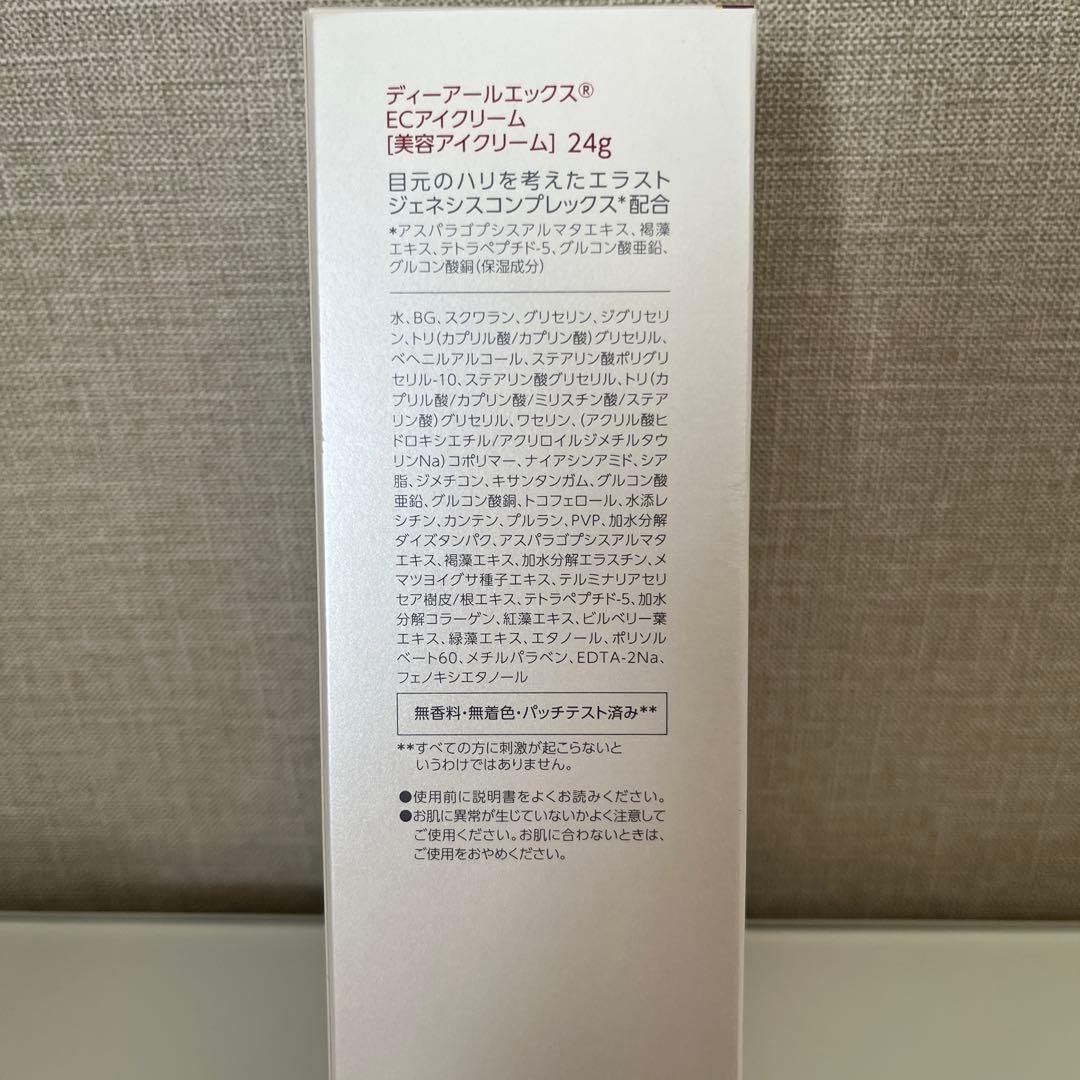 ディーアールエックス®
ECアイクリーム
[美容アイクリーム] 24g
目元のハリを考えたエラスト
ジェネシスコンプレックス*配合
*アスパラゴプシスアルマタエキス、褐藻
エキス、テトラペプチド-5、グルコン酸亜鉛、
グルコン酸銅(保湿成分)
水、BG、スクワラン、グリセリン、ジグリセリ
ン、トリ(カプリル酸/カプリン酸)グリセリル、
ベヘニルアルコール、ステアリン酸ポリグリ
セリル-10、ステアリン酸グリセリル、トリ(カ
プリル酸/カプリン酸/ミリスチン酸/ステア
リン酸)グリセリル、ワセリン、(アクリル酸ヒ
ドロキシエチル/アクリロイルジメチルタウ
リンNa)コポリマー、ナイアシンアミド、シア
脂、ジメチコン、キサンタンガム、グルコン酸
亜鉛、グルコン酸銅、トコフェロール、水添レ
シチン、カンテン、プルラン、PVP、加水分解
ダイズタンパク、アスパラゴプシスアルマタ
エキス、褐藻エキス、加水分解エラスチン、メ
マツヨイグサ種子エキス、テルミナリアセリ
セア樹皮/根エキス、テトラペプチド-5、加水
分解コラーゲン、紅藻エキス、ビルベリー葉
エキス、緑藻エキス、エタノール、ポリソル
ベート60、メチルパラベン、EDTA-2Na、
フェノキシエタノール
無香料・無着色・パッチテスト済み**
**すべての方に刺激が起こらないと
いうわけではありません。
●使用前に説明書をよくお読みください。
●お肌に異常が生じていないかよく注意して
ご使用ください。お肌に合わないときは、
ご使用をおやめください。